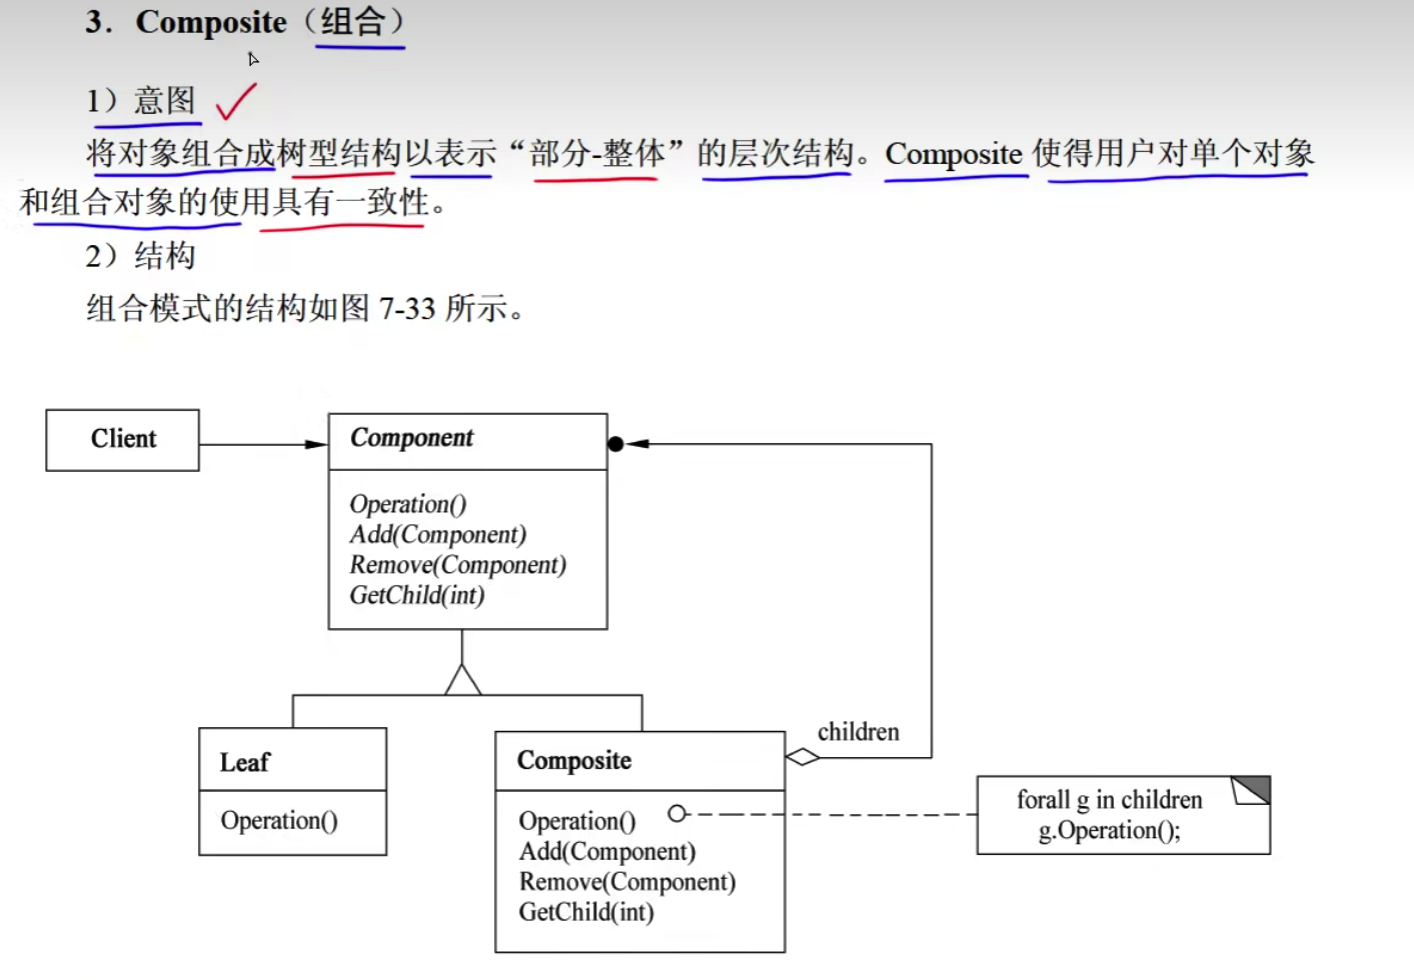 3. Composite（组合）
1）意图
将对象组合成树型结构以表示“部分-整体”的层次结构。Composite 使得用户对单个对象
和组合对象的使用具有一致性。
2）结构
组合模式的结构如图 7-33 所示。
Client
Component
Operation()
Add(Component)
Remove(Component)
GetChild(int)
children
Leaf
Operation()
Composite
Operation()
Add(Component)
Remove(Component)
GetChild(int)
forall g in children
g.Operation();